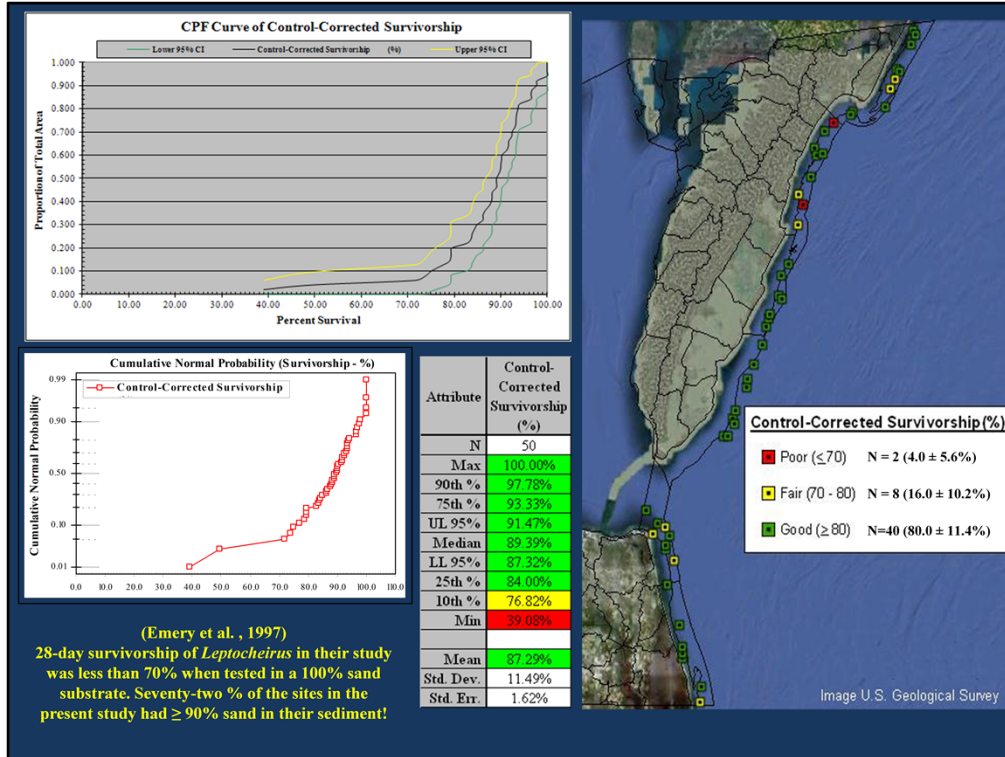 CPF Curve of Control-Corrected Survivorship
Lower 95% CI Control-Corrected Survivorship (%) Upper 95% CI
Proportion of Total Area
1.000
0.900
0.800
0.700
0.600
0.500
0.400
0.300
0.200
0.100
0.000
0.00 10.00 20.00 30.00 40.00 50.00 60.00 70.00 80.00 90.00 100.00
Percent Survival
Cumulative Normal Probability (Survorship - %)
Control-Corrected Survivorship
Cumulative Normal Probability
0.99
0.90
0.50
0.10
0.01
0.0 10.0 20.0 30.0 40.0 50.0 60.0 70.0 80.0 90.0 100.0 110.0
Attribute Control-
Corrected
Survivorship
(%)
N 50
Max 100.00%
90th % 97.78%
75th % 93.33%
UL 95% 91.47%
Median 89.39%
LL 95% 87.32%
25th % 84.00%
10th % 76.82%
Min 39.08%
Mean 87.29%
Std. Dev. 11.49%
Std. Err. 1.62%
(Emery et al. , 1997)
28-day survivorship of Leptocheirus in their study
was less than 70% when tested in a 100% sand
substrate. Seventy-two % of the sites in the
present study had ≥ 90% sand in their sediment!
Control-Corrected Survivorship (%)
Poor (≤70) N = 2 (4.0 ± 5.6%)
Fair (70 - 80) N = 8 (16.0 ± 10.2%)
Good (≥ 80) N=40 (80.0 ± 11.4%)
Image U.S. Geological Survey